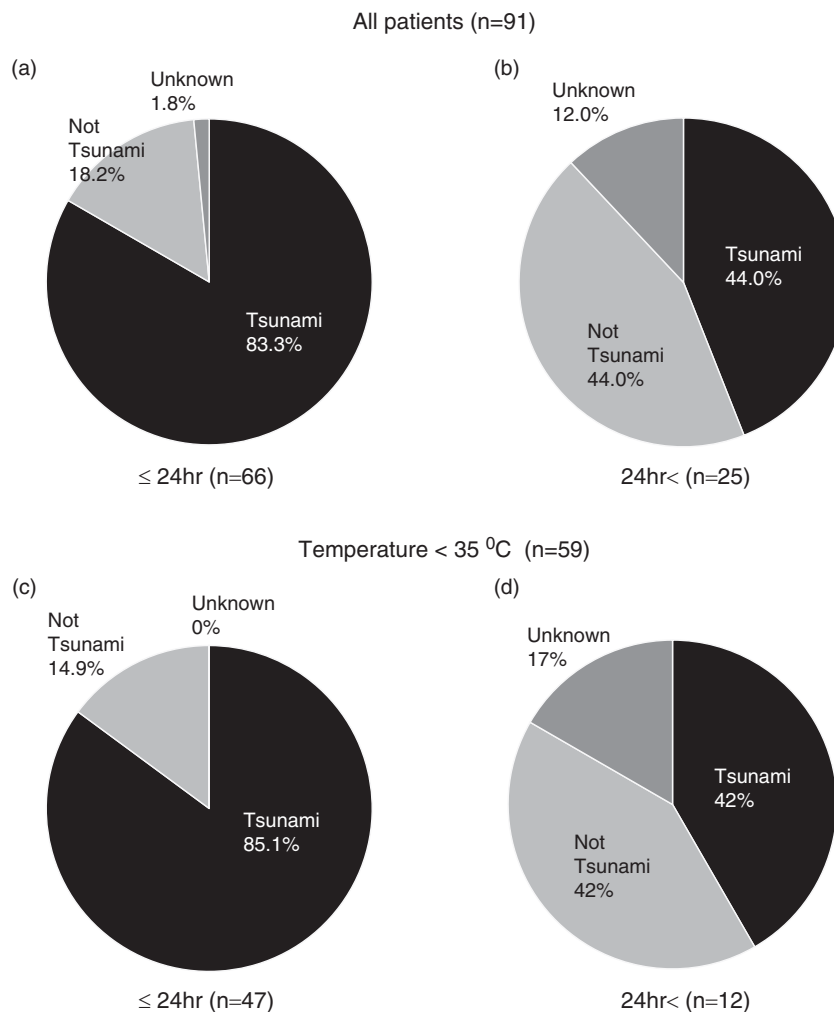 All patients (n=91)
(a)
Unknown
1.8%
Not
Tsunami
18.2%
Tsunami
83.3%
≤ 24hr (n=66)
(b)
Unknown
12.0%
Tsunami
44.0%
Not
Tsunami
44.0%
24hr< (n=25)
Temperature < 35 ⁰C (n=59)
(c)
Not
Tsunami
14.9%
Unknown
0%
Tsunami
85.1%
≤ 24hr (n=47)
(d)
Unknown
17%
Tsunami
42%
Not
Tsunami
42%
24hr< (n=12)